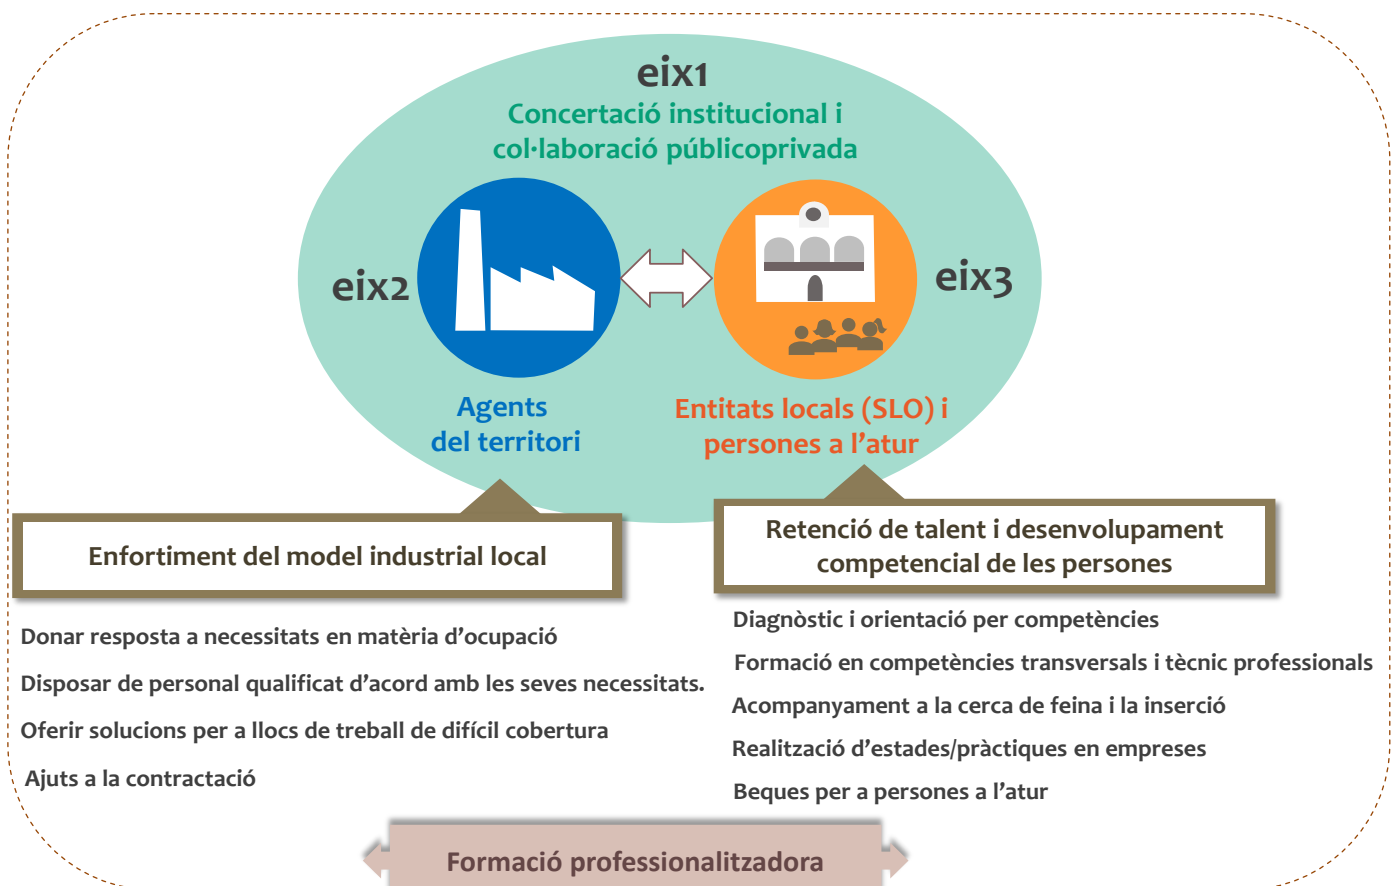 eix1
Concertació institucional i
col·laboració públicoprivada
eix2
eix3
Agents
del territori
Entitats locals (SLO) i
persones a l’atur
Enfortiment del model industrial local
Donar resposta a necessitats en matèria d’ocupació
Disposar de personal qualificat d’acord amb les seves necessitats.
Oferir solucions per a llocs de treball de difícil cobertura
Ajuts a la contractació
Retenció de talent i desenvolupament
competencial de les persones
Diagnòstic i orientació per competències
Formació en competències transversals i tècnic professionals
Acompanyament a la cerca de feina i la inserció
Realització d’estades/pràctiques en empreses
Beques per a persones a l’atur
Formació professionalitzadora